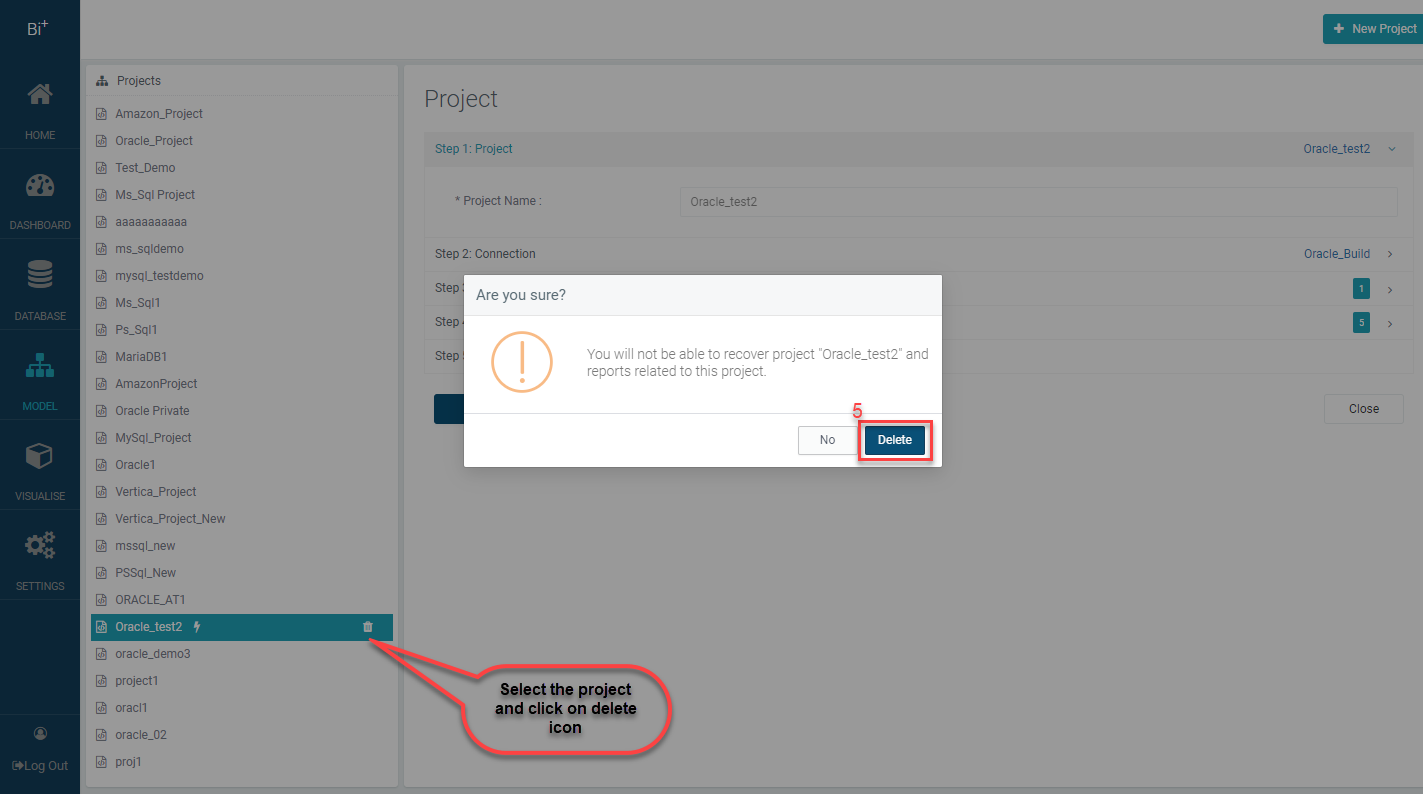 Bi+
New Project
HOME
DASHBOARD
DATABASE
MODEL
VISUALISE
SETTINGS
Log Out
Projects
Amazon_Project
Oracle_Project
Test_Demo
Ms_Sql Project
aaaaaaaaaaa
ms_sqldemo
mysql_testdemo
Ms_Sql1
Ps_Sql1
MariaDB1
AmazonProject
Oracle Private
MySql_Project
Oracle1
Vertica_Project
Vertica_Project_New
mssql_new
PSSql_New
ORACLE_AT1
Oracle_test2
oracle_demo3
project1
oracl1
oracle_02
proj1
Project
Step 1: Project Oracle_test2
* Project Name : Oracle_test2
Step 2: Connection Oracle_Build
Step 1
Step 5
Step
Close
Are you sure?
You will not be able to recover project "Oracle_test2" and
reports related to this project.
5
No Delete
Select the project
and click on delete
icon